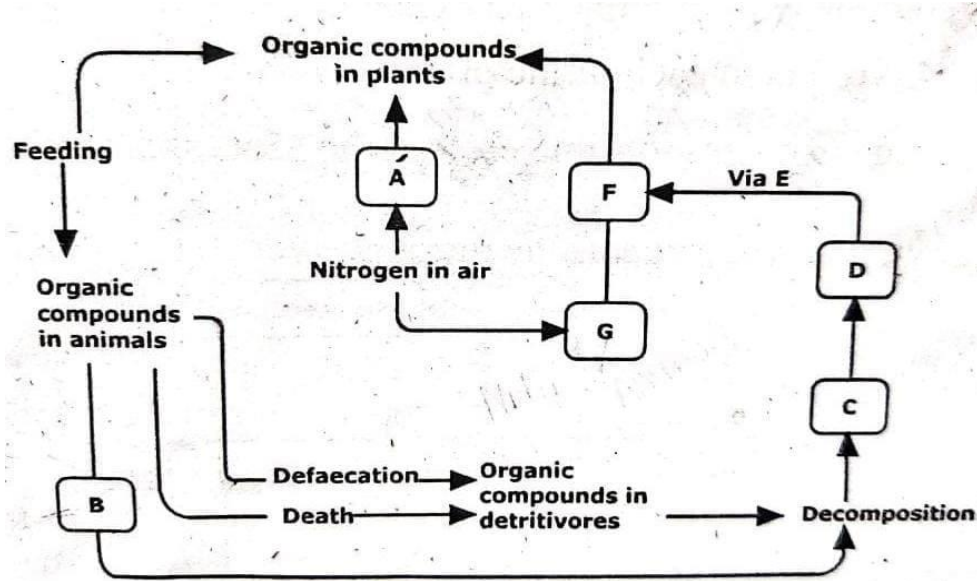 Organic compounds
in plants
Feeding
A
F
Via E
D
Nitrogen in air
G
Organic
compounds
in animals
C
B
Defaecation
Organic
compounds in
detritivores
Death
Decomposition